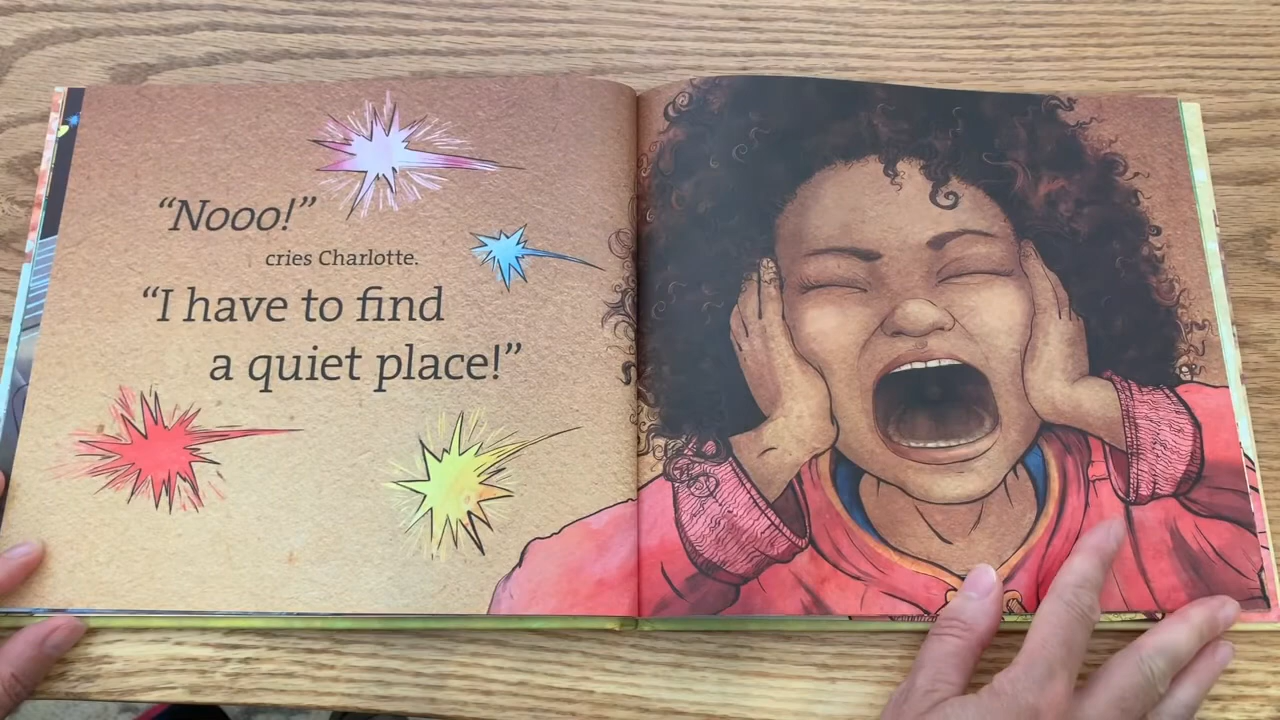 “Nooo!”
cries Charlotte.
“I have to find
a quiet place!”